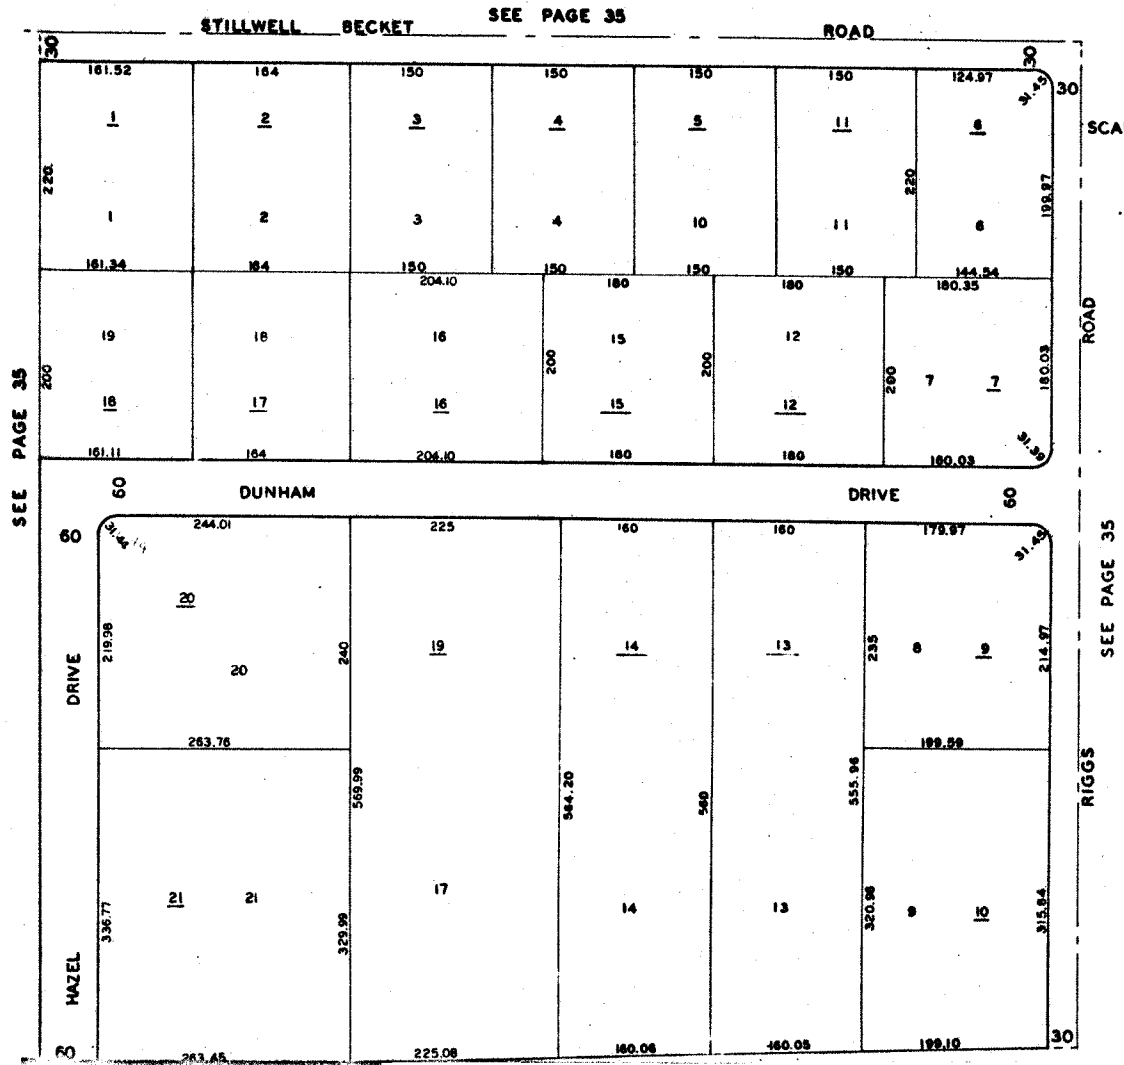 SEE PAGE 35
STILLWELL BECKET ROAD
30 30
161.52 164 150 150 150 150 124.97 31.45 30
1 2 3 4 5 11 6 SCA
220. 220 199.97
1 2 3 4 10 11 6
161.34 164 150 150 150 150 144.54
204.10 180 180 180.35
ROAD
19 18 16 15 12
SEE PAGE 35
200 200 200 200 7 7 180.03
18 17 16 15 12
161.11 164 204.10 180 180 160.03 31.39
60 DUNHAM DRIVE 60
60 31.44 244.01 225 160 160 179.97 31.45
SEE PAGE 35
20
219.98 240 19 14 13 235 8 9 214.97
DRIVE 20
263.76 199.59
RIGGS
569.99 564.20 560 555.96
21 21 17 14 13 9 10
336.77 329.99 320.96 315.84
HAZEL
60 263.45 225.08 160.06 160.05 199.10 30